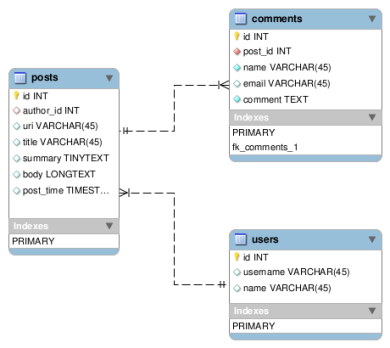 posts
id INT
author_id INT
uri VARCHAR(45)
title VARCHAR(45)
summary TINYTEXT
body LONGTEXT
post_time TIMEST...
Indexes
PRIMARY
comments
id INT
post_id INT
name VARCHAR(45)
email VARCHAR(45)
comment TEXT
Indexes
PRIMARY
fk_comments_1
users
id INT
username VARCHAR(45)
name VARCHAR(45)
Indexes
PRIMARY